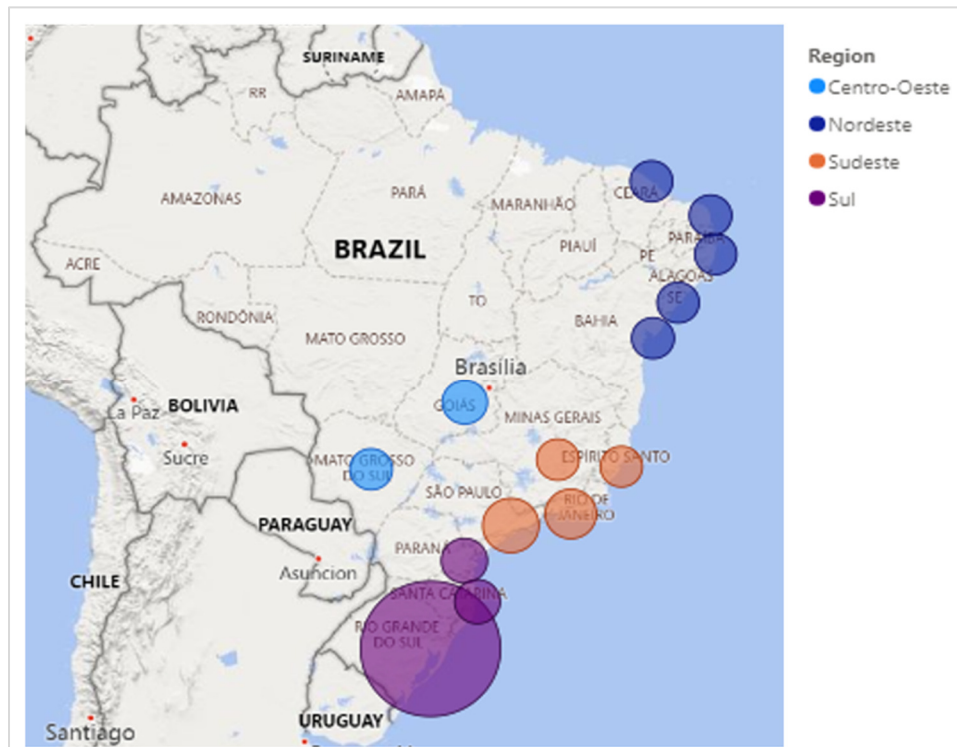 SURINAME
RR
AMAPÁ
AMAZONAS
PARÁ
MARANHÃO
CEARÁ
BRAZIL
PIAUÍ
PARAÍBA
PE
ACRE
ALAGOAS
TO
SE
RONDÔNIA
MATO GROSSO
BAHIA
Brasília
La Paz
BOLIVIA
GOIÁS
MINAS GERAIS
Sucre
MATO GROSSO
DO SUL
ESPÍRITO SANTO
SÃO PAULO
RIO DE
JANEIRO
PARAGUAY
PARANÁ
Asuncion
CHILE
SANTA CATARINA
RIO GRANDE
DO SUL
URUGUAY
Santiago
Region
Centro-Oeste
Nordeste
Sudeste
Sul